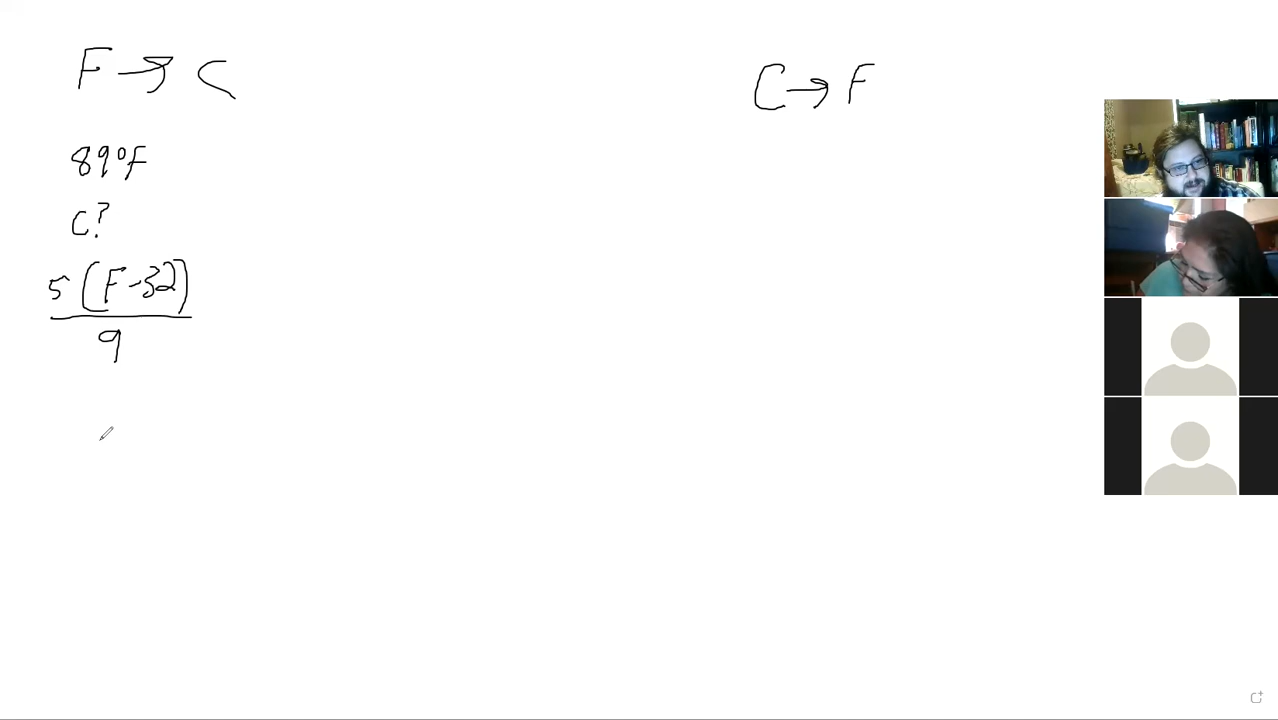 F → C
C → F
89°F
C?
5 (F - 32)
9